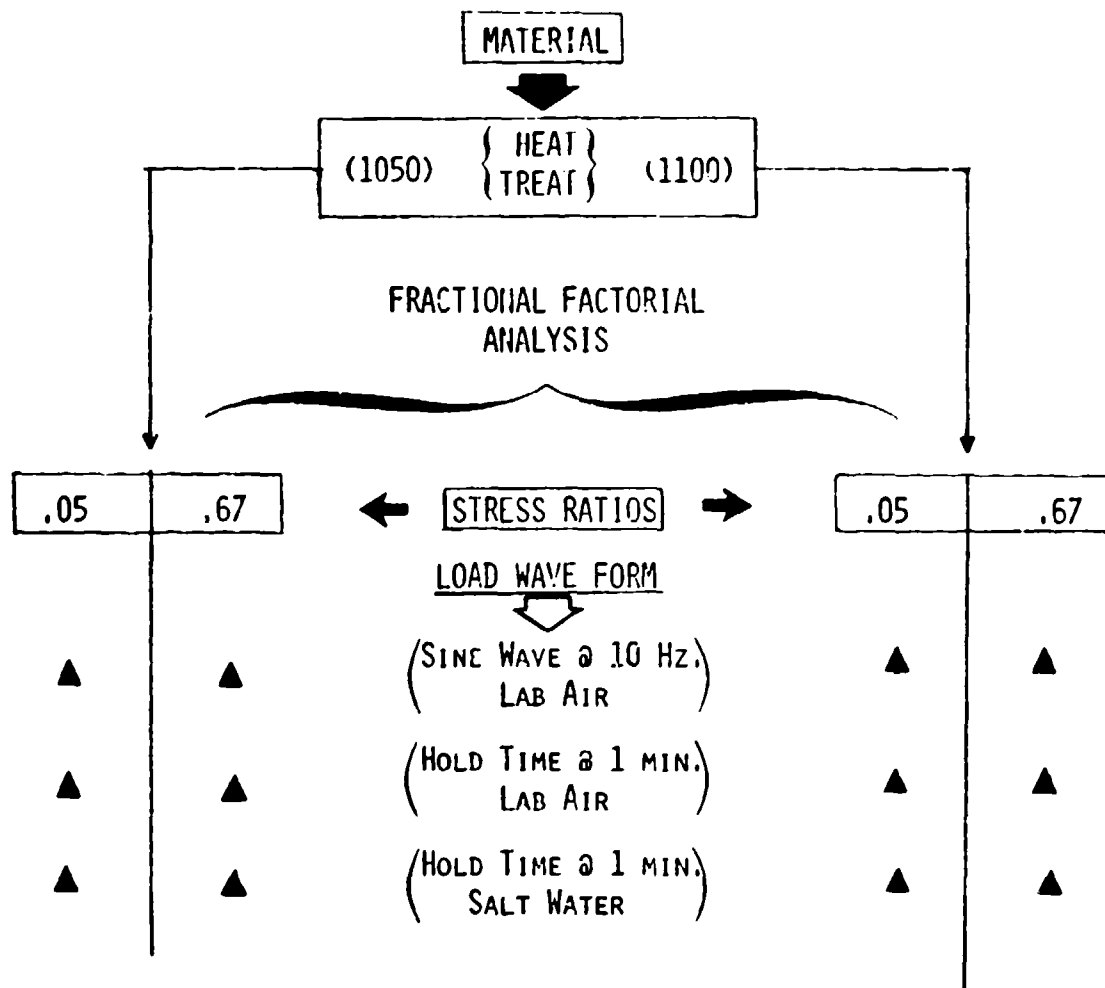 MATERIAL
(1050) { HEAT TREAT } (1100)
FRACTIONAL FACTORIAL
ANALYSIS
.05 .67 STRESS RATIOS .05 .67
LOAD WAVE FORM
(SINE WAVE @ 10 HZ.
LAB AIR)
(HOLD TIME @ 1 MIN.
LAB AIR)
(HOLD TIME @ 1 MIN.
SALT WATER)